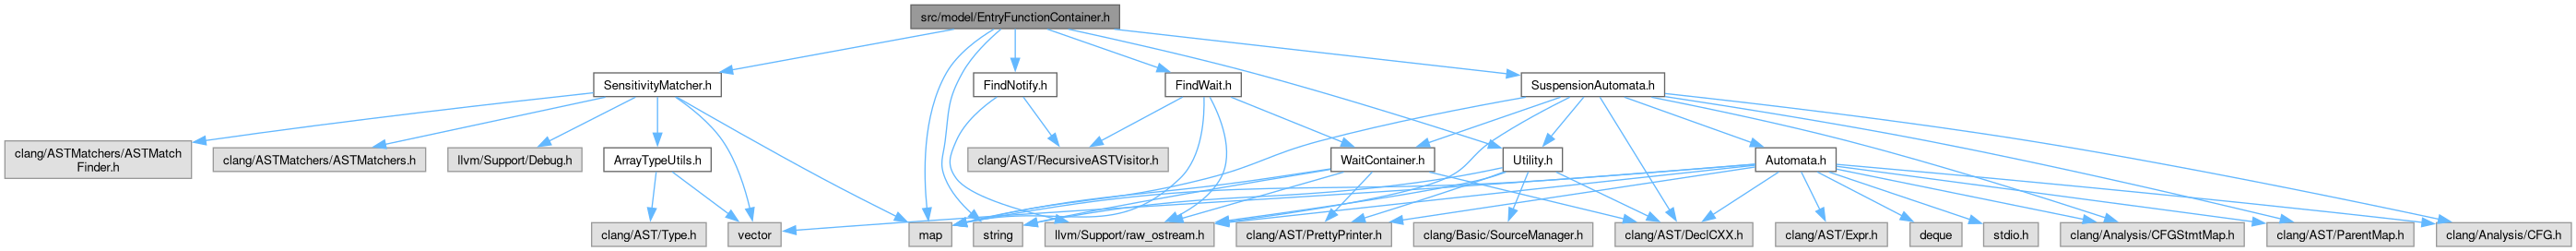 src/model/EntryFunctionContainer.h
SensitivityMatcher.h
FindNotify.h
FindWait.h
SuspensionAutomata.h
clang/ASTMatchers/ASTMatch
Finder.h
clang/ASTMatchers/ASTMatchers.h
llvm/Support/Debug.h
ArrayTypeUtils.h
clang/AST/RecursiveASTVisitor.h
WaitContainer.h
Utility.h
Automata.h
clang/AST/Type.h
vector
map
string
llvm/Support/raw_ostream.h
clang/AST/PrettyPrinter.h
clang/Basic/SourceManager.h
clang/AST/DeclCXX.h
clang/AST/Expr.h
deque
stdio.h
clang/Analysis/CFGStmtMap.h
clang/AST/ParentMap.h
clang/Analysis/CFG.h